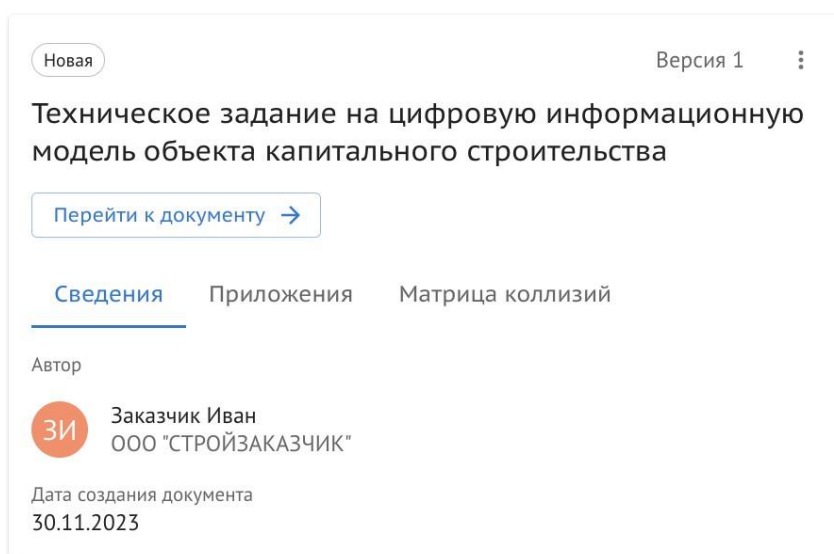 Новая
Версия 1
Техническое задание на цифровую информационную
модель объекта капитального строительства
Перейти к документу →
Сведения
Приложения
Матрица коллизий
Автор
ЗИ
Заказчик Иван
ООО "СТРОЙЗАКАЗЧИК"
Дата создания документа
30.11.2023